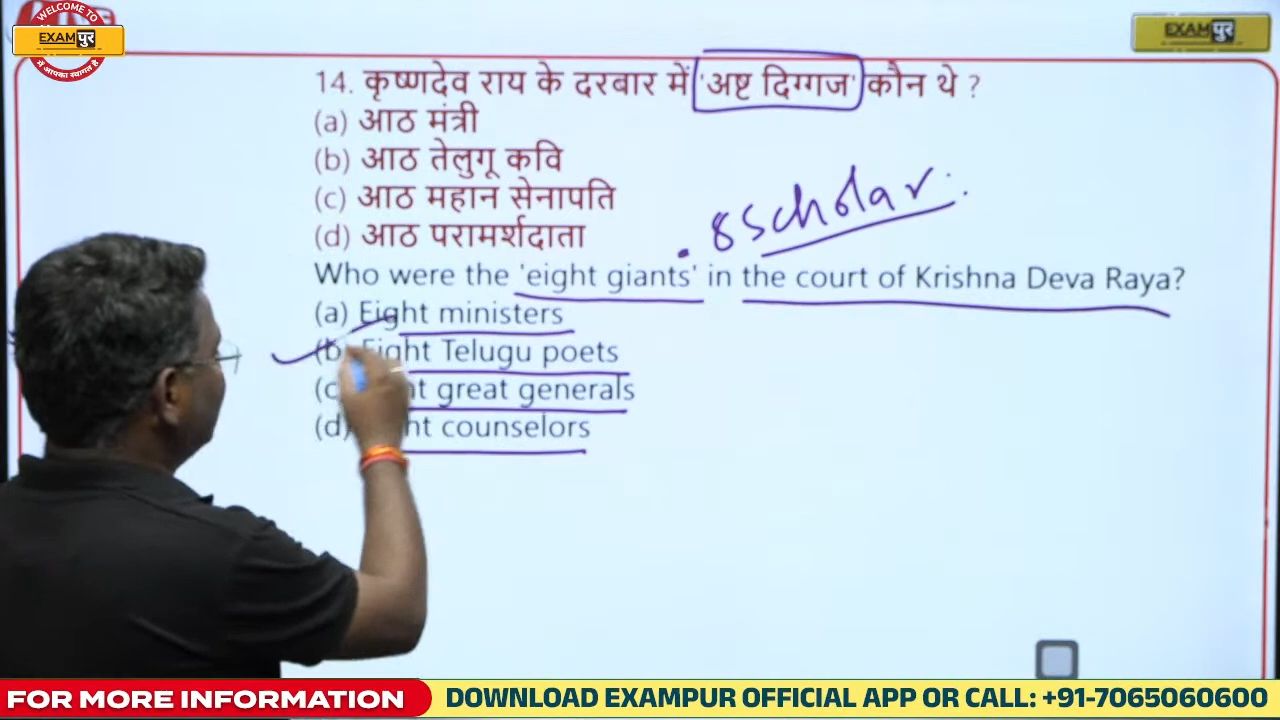 WELCOME TO
EXAMपुर
में आपका स्वागत है
EXAMपुर
14. कृष्णदेव राय के दरबार में 'अष्ट दिग्गज' कौन थे ?
(a) आठ मंत्री
(b) आठ तेलुगू कवि
(c) आठ महान सेनापति
(d) आठ परामर्शदाता
8 Scholar
Who were the 'eight giants' in the court of Krishna Deva Raya?
(a) Eight ministers
(b) Eight Telugu poets
(c great generals
(d) counselors
FOR MORE INFORMATION
DOWNLOAD EXAMPUR OFFICIAL APP OR CALL: +91-7065060600